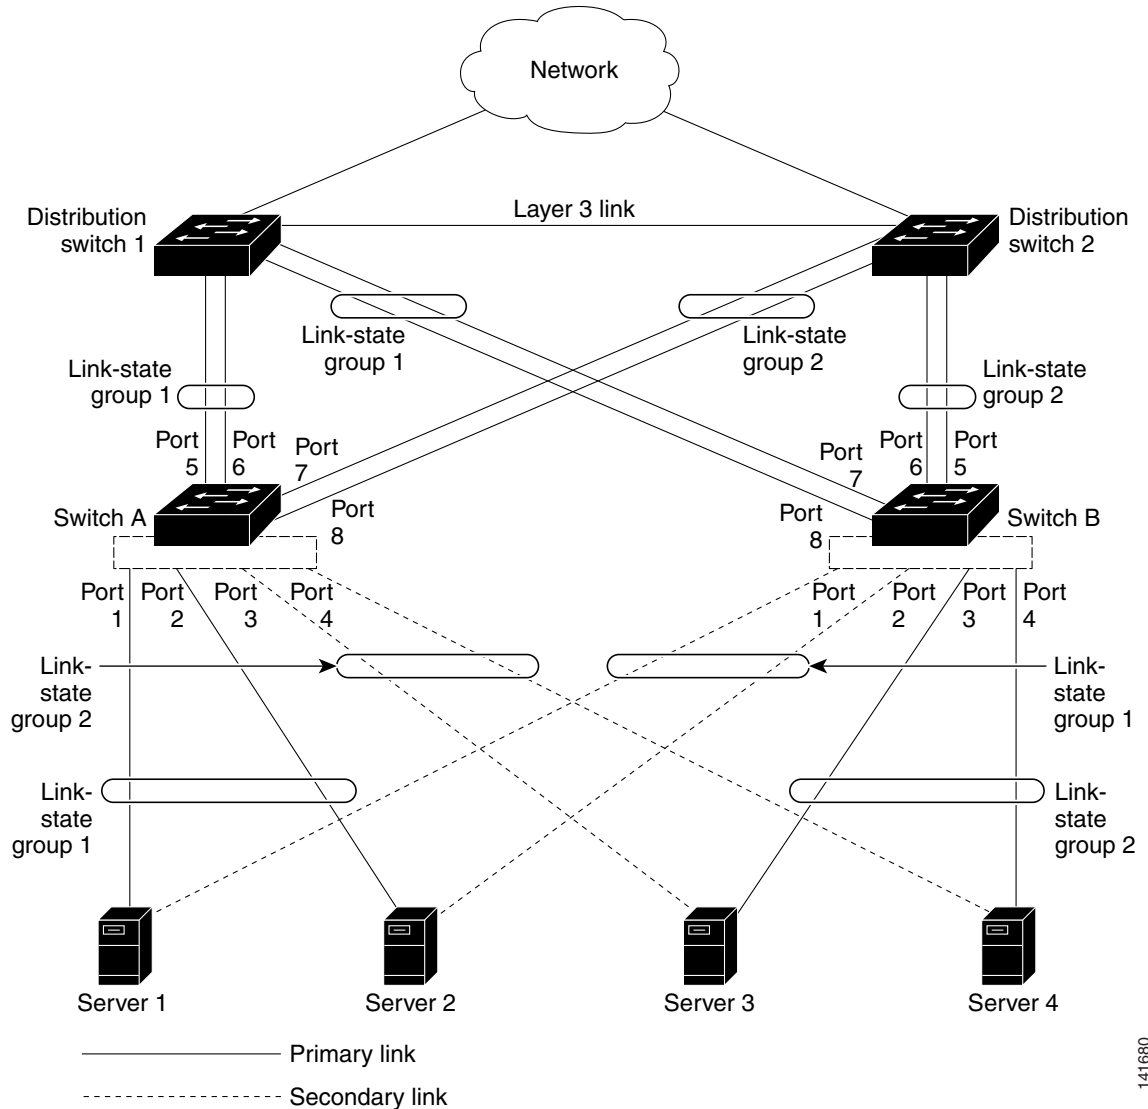 Network
Layer 3 link
Distribution
switch 1
Distribution
switch 2
Link-state
group 1
Link-state
group 2
Link-state
group 1
Link-state
group 2
Port
5
Port
6
Port
7
Port
8
Port
7
Port
6
Port
5
Port
8
Switch A
Switch B
Port
1
Port
2
Port
3
Port
4
Port
1
Port
2
Port
3
Port
4
Link-
state
group 2
Link-
state
group 1
Link-
state
group 1
Link-
state
group 2
Server 1
Server 2
Server 3
Server 4
Primary link
Secondary link
141680